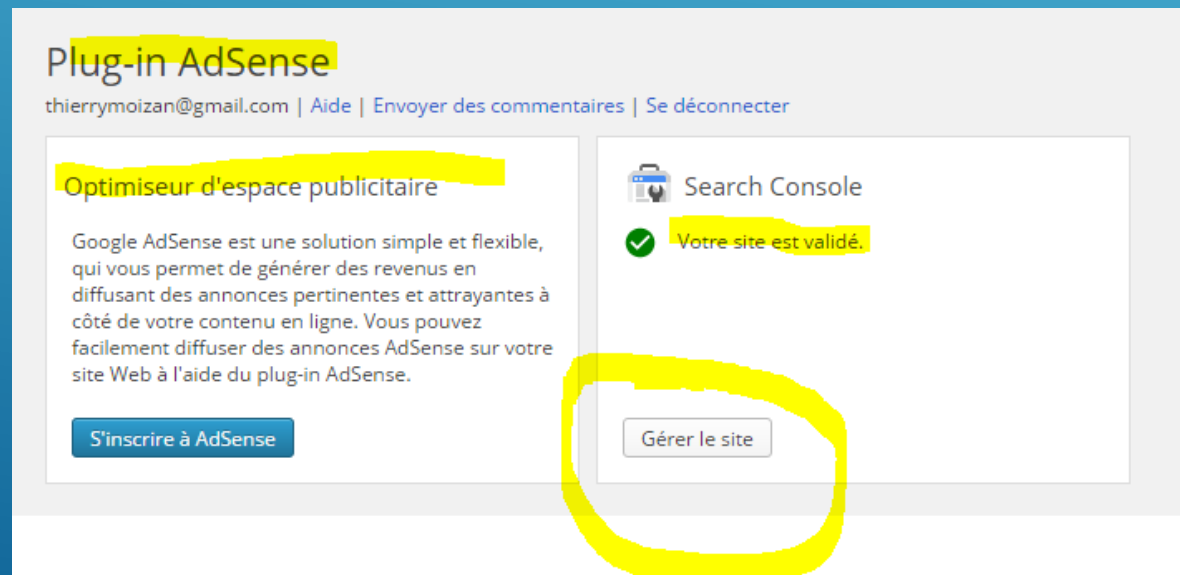 Plug-in AdSense
thierrymoizan@gmail.com | Aide | Envoyer des commentaires | Se déconnecter
Optimiseur d'espace publicitaire
Google AdSense est une solution simple et flexible,
qui vous permet de générer des revenus en
diffusant des annonces pertinentes et attrayantes à
côté de votre contenu en ligne. Vous pouvez
facilement diffuser des annonces AdSense sur votre
site Web à l'aide du plug-in AdSense.
S'inscrire à AdSense
Search Console
Votre site est validé.
Gérer le site